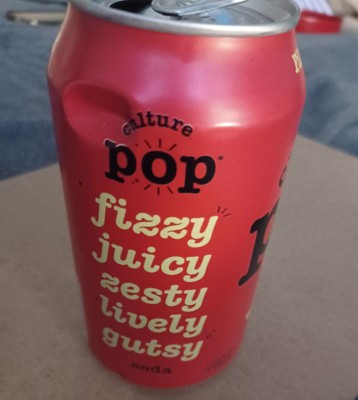 culture
pop
fizzy
juicy
zesty
lively
gutsy
soda